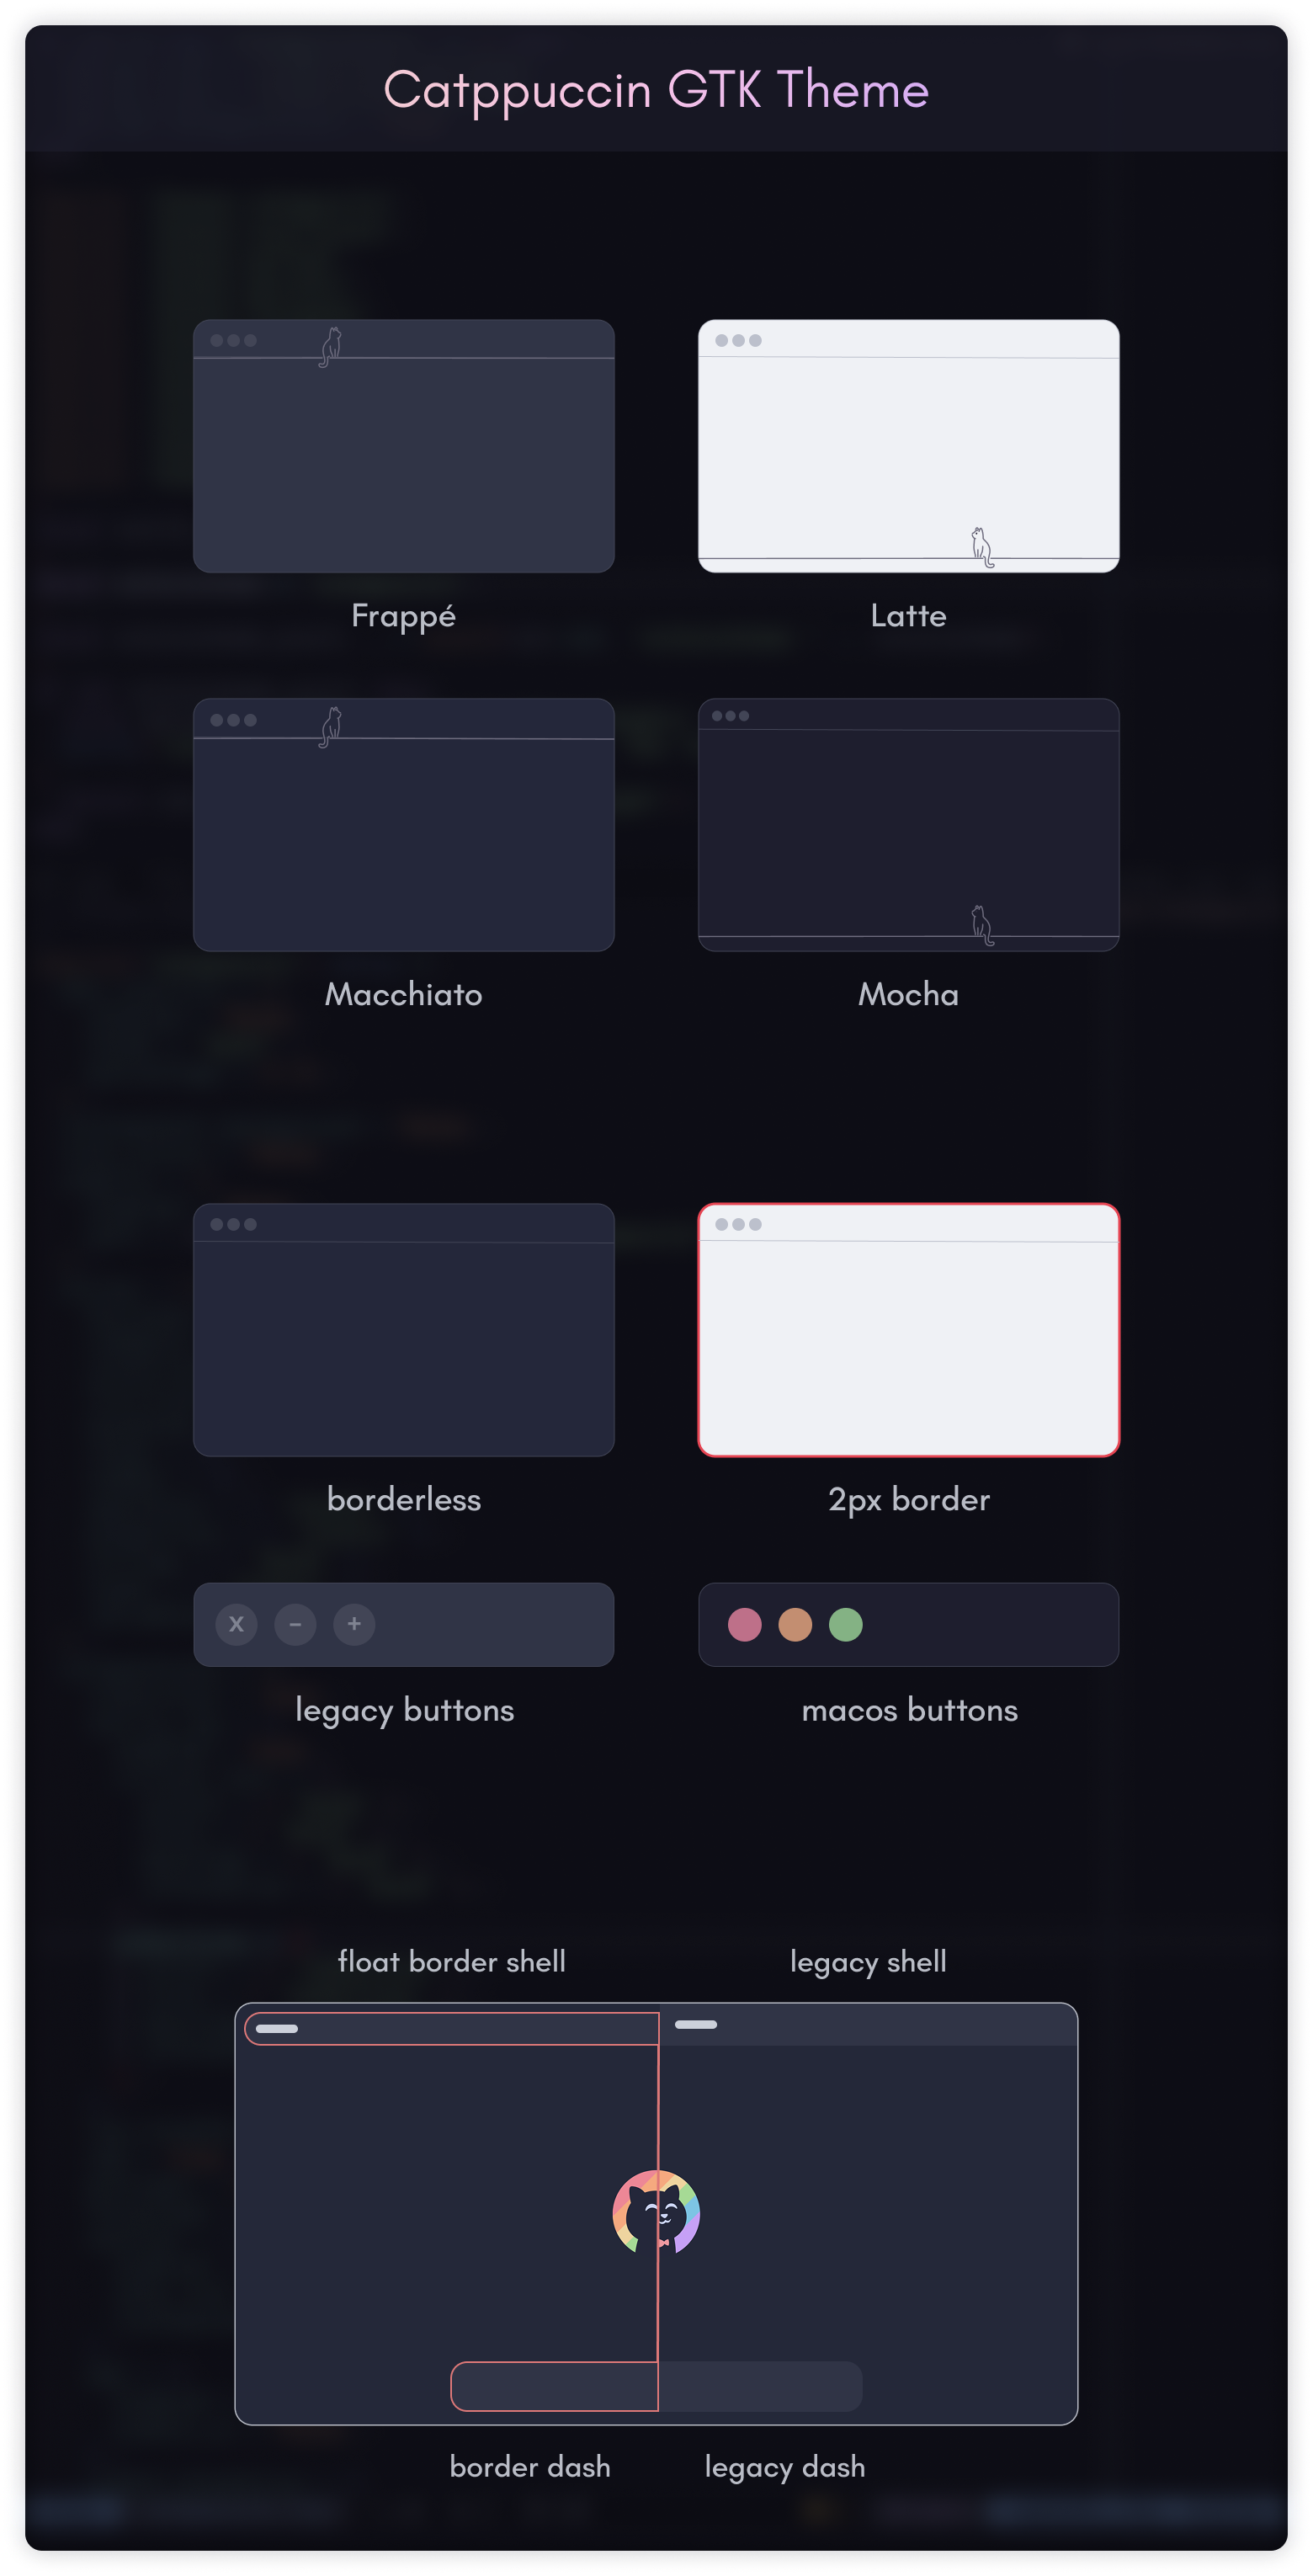 Catppuccin GTK Theme
Frappé
Latte
Macchiato
Mocha
borderless
2px border
x - +
legacy buttons
macos buttons
float border shell
legacy shell
border dash
legacy dash